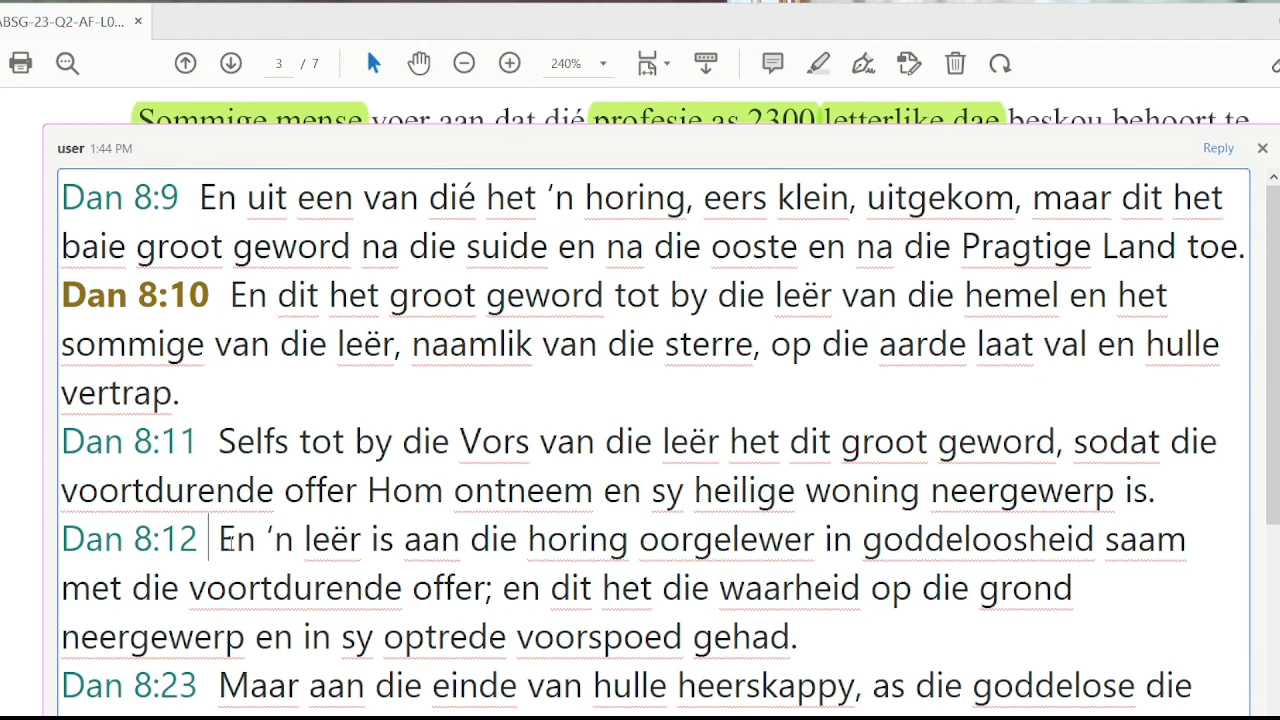 ABSG-23-Q2-AF-L0... ×
3 / 7 240%
Sommige mense voer aan dat dié profesie as 2300 letterlike dae beskou behoort te
user 1:44 PM Reply
Dan 8:9 En uit een van dié het ‘n horing, eers klein, uitgekom, maar dit het
baie groot geword na die suide en na die ooste en na die Pragtige Land toe.
Dan 8:10 En dit het groot geword tot by die leër van die hemel en het
sommige van die leër, naamlik van die sterre, op die aarde laat val en hulle
vertrap.
Dan 8:11 Selfs tot by die Vors van die leër het dit groot geword, sodat die
voortdurende offer Hom ontneem en sy heilige woning neergewerp is.
Dan 8:12 En ‘n leër is aan die horing oorgelewer in goddeloosheid saam
met die voortdurende offer; en dit het die waarheid op die grond
neergewerp en in sy optrede voorspoed gehad.
Dan 8:23 Maar aan die einde van hulle heerskappy, as die goddelose die